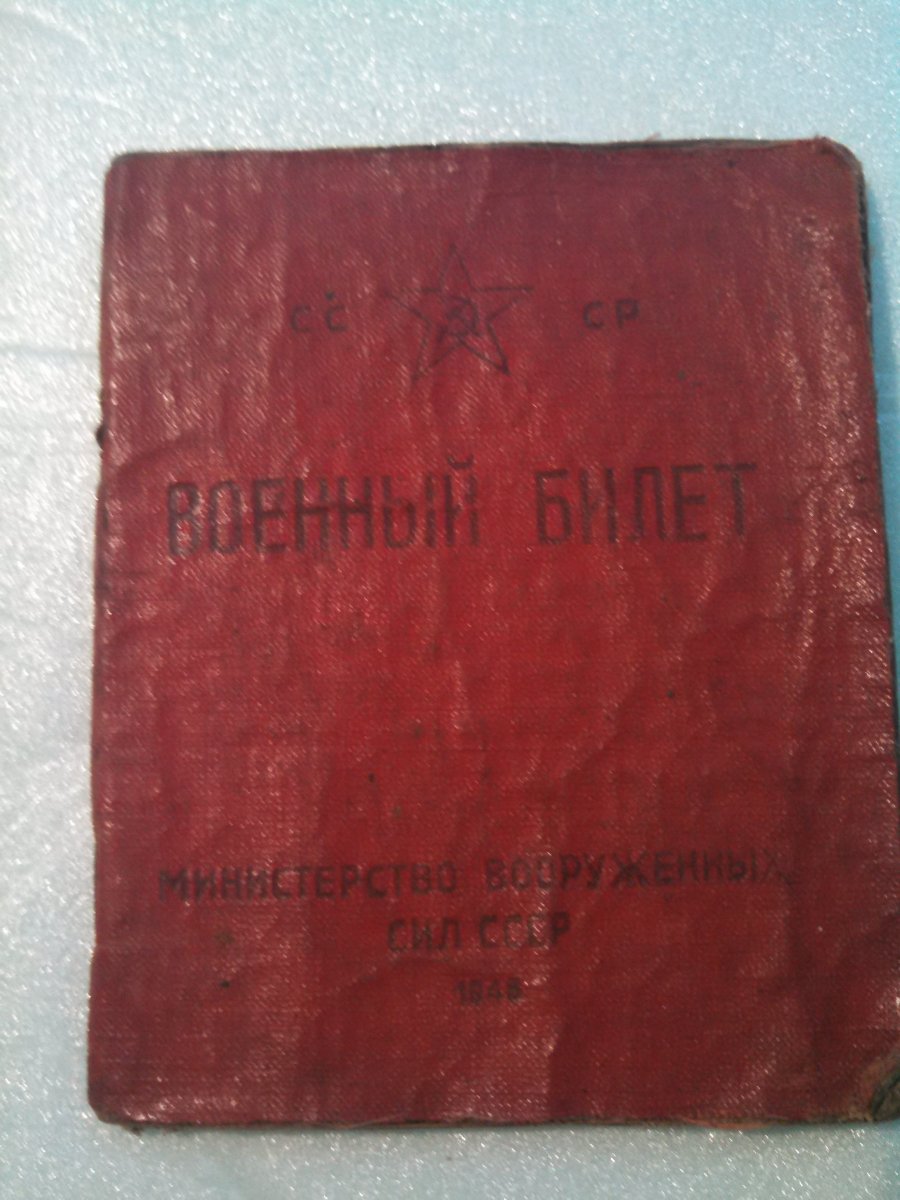 СС СР
ВОЕННЫЙ БИЛЕТ
МИНИСТЕРСТВО ВООРУЖЕННЫХ
СИЛ СССР